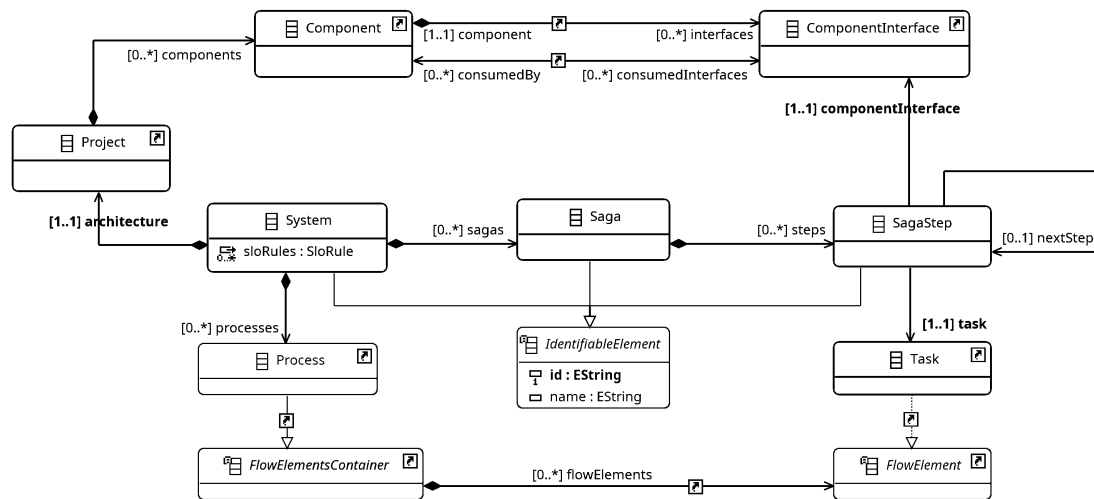 Component
ComponentInterface
[1..1] component
[0..*] interfaces
[0..*] components
[0..*] consumedBy
[0..*] consumedInterfaces
[1..1] componentInterface
Project
[1..1] architecture
System
sloRules : SloRule
0..*
[0..*] sagas
Saga
[0..*] steps
SagaStep
[0..1] nextStep
[0..*] processes
[1..1] task
Process
IdentifiableElement
id : EString
1
name : EString
Task
FlowElementsContainer
[0..*] flowElements
FlowElement